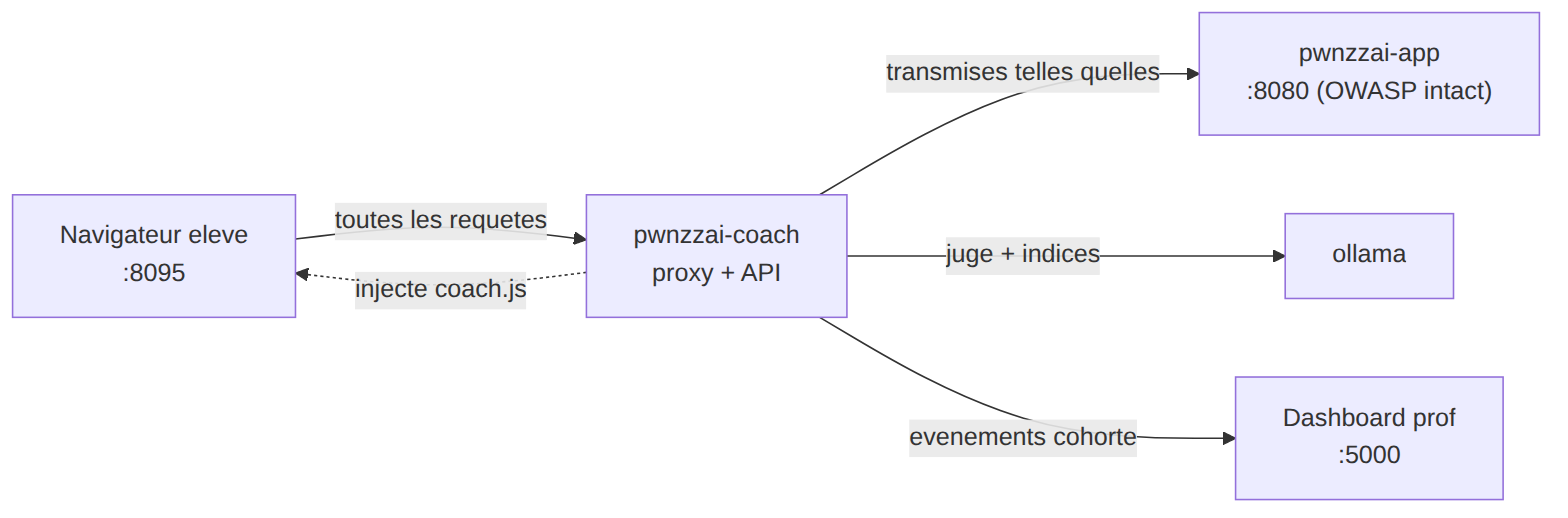 Navigateur eleve
:8095
toutes les requetes
injecte coach.js
pwnzzai-coach
proxy + API
transmises telles quelles
juge + indices
evenements cohorte
pwnzzai-app
:8080 (OWASP intact)
ollama
Dashboard prof
:5000